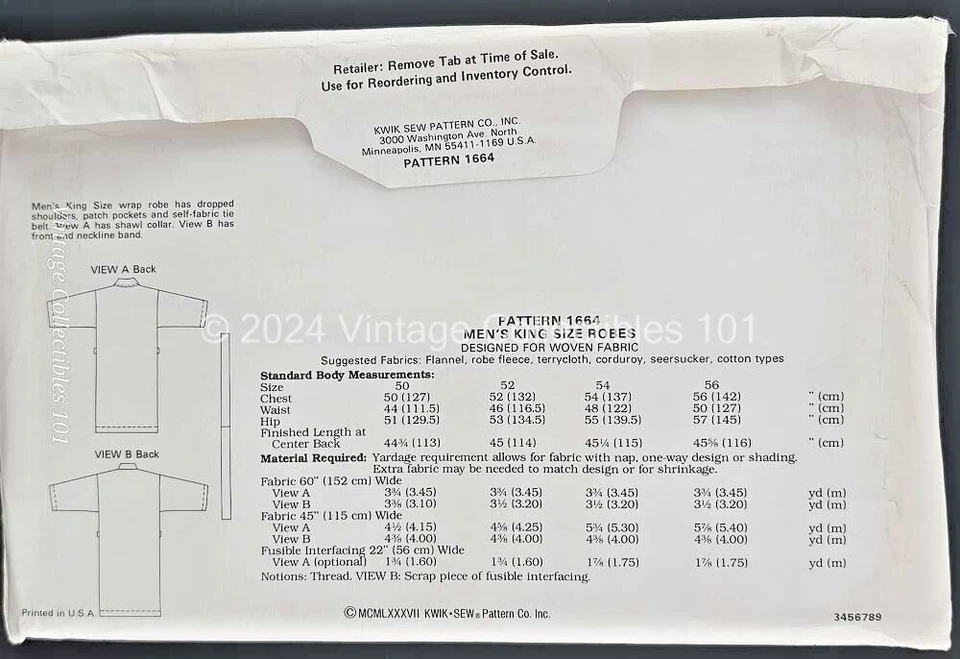 Retailer: Remove Tab at Time of Sale.
Use for Reordering and Inventory Control.
KWIK SEW PATTERN CO., INC.
3000 Washington Ave. North
Minneapolis, MN 55411-1169 U.S.A.
PATTERN 1664
Men's King Size wrap robe has dropped
shoulders, patch pockets and self-fabric tie
belt. View A has shawl collar. View B has
front and neckline band.
VIEW A Back
VIEW B Back
Vintage Collectibles 101
© 2024 Vintage Collectibles 101
PATTERN 1664
MEN'S KING SIZE ROBES
DESIGNED FOR WOVEN FABRIC
Suggested Fabrics: Flannel, robe fleece, terrycloth, corduroy, seersucker, cotton types
Standard Body Measurements:
Size 50 52 54 56
Chest 50 (127) 52 (132) 54 (137) 56 (142) " (cm)
Waist 44 (111.5) 46 (116.5) 48 (122) 50 (127) " (cm)
Hip 51 (129.5) 53 (134.5) 55 (139.5) 57 (145) " (cm)
Finished Length at
Center Back 44¾ (113) 45 (114) 45¼ (115) 45⅝ (116) " (cm)
Material Required: Yardage requirement allows for fabric with nap, one-way design or shading.
Extra fabric may be needed to match design or for shrinkage.
Fabric 60" (152 cm) Wide
View A 3¾ (3.45) 3¾ (3.45) 3¾ (3.45) 3¾ (3.45) yd (m)
View B 3⅜ (3.10) 3½ (3.20) 3½ (3.20) 3½ (3.20) yd (m)
Fabric 45" (115 cm) Wide
View A 4½ (4.15) 4⅝ (4.25) 5¾ (5.30) 5⅞ (5.40) yd (m)
View B 4⅜ (4.00) 4⅜ (4.00) 4⅜ (4.00) 4⅜ (4.00) yd (m)
Fusible Interfacing 22" (56 cm) Wide
View A (optional) 1¾ (1.60) 1¾ (1.60) 1⅞ (1.75) 1⅞ (1.75) yd (m)
Notions: Thread. VIEW B: Scrap piece of fusible interfacing.
Printed in U.S.A.
©MCMLXXXVII KWIK•SEW® Pattern Co. Inc.
3456789